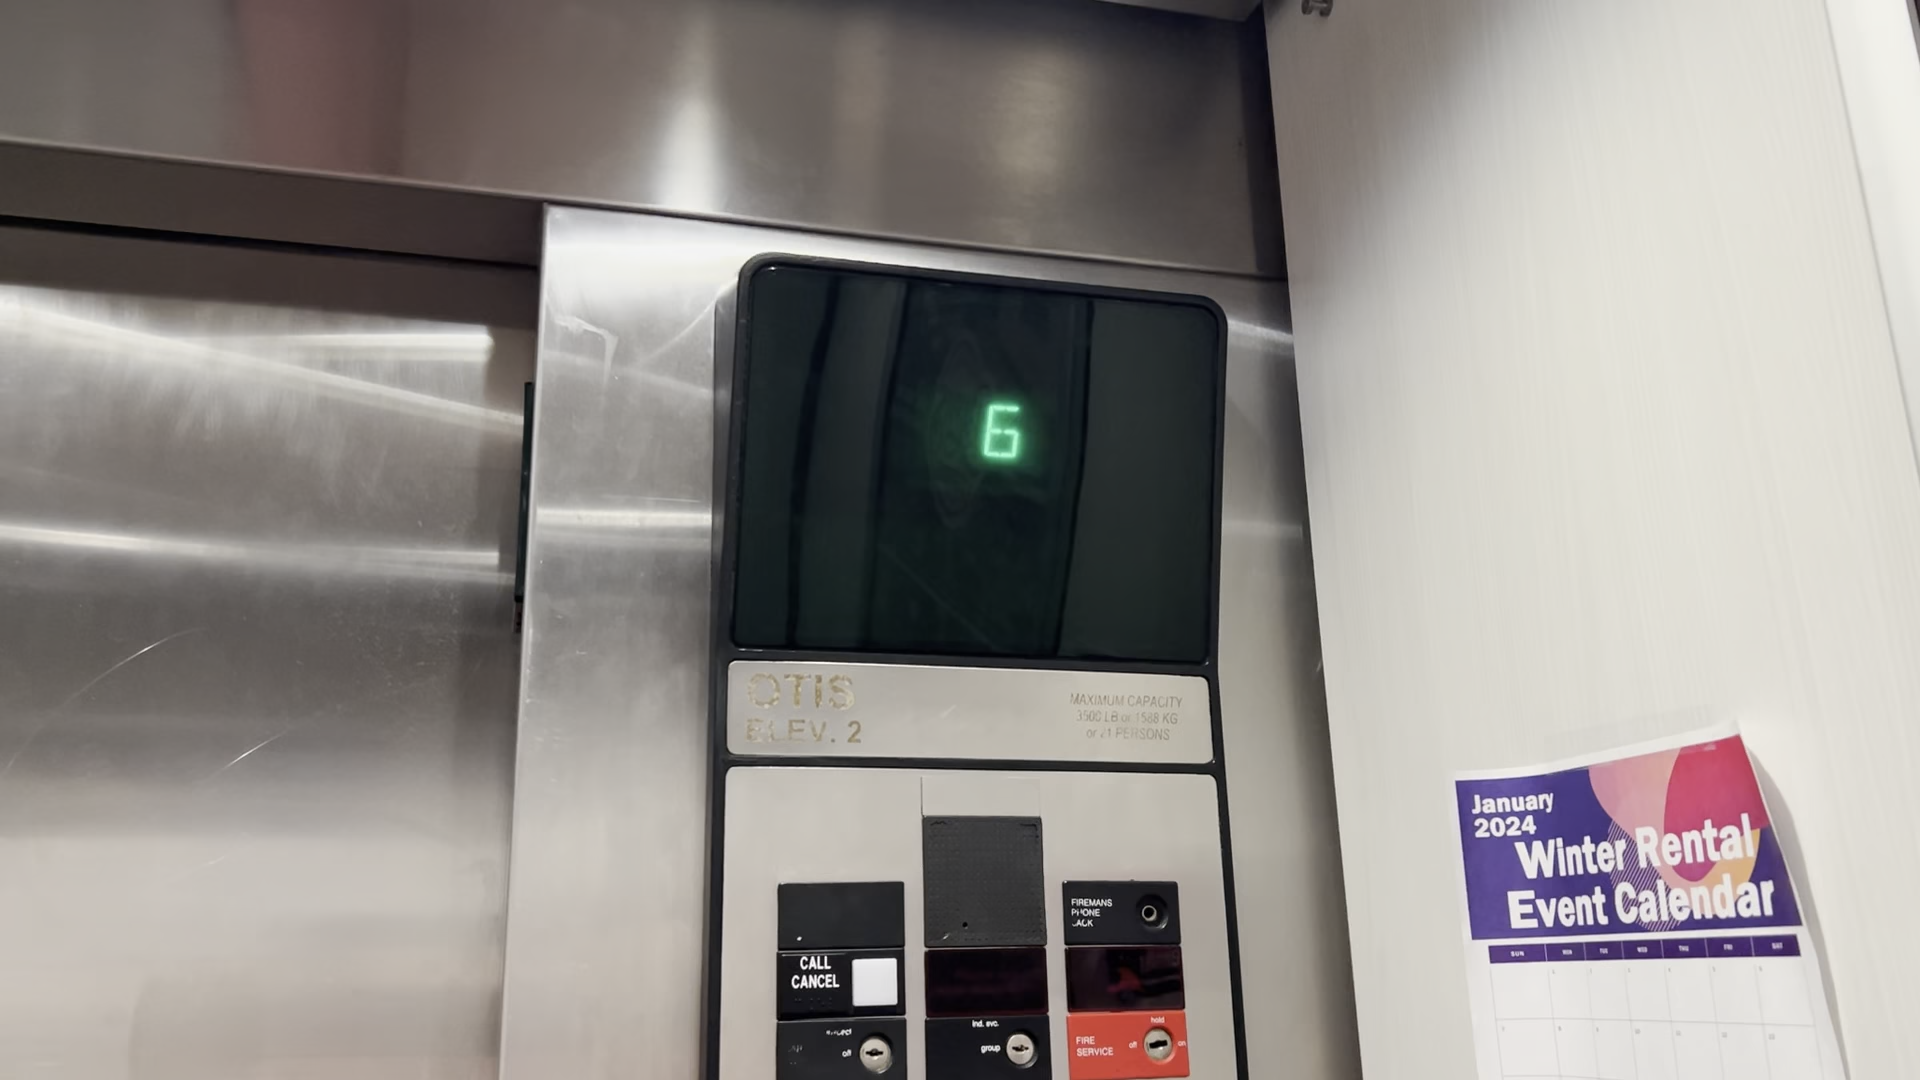 6
OTIS
ELEV. 2
MAXIMUM CAPACITY
3500 LB or 1588 KG
or 21 PERSONS
FIREMANS
PHONE
JACK
CALL
CANCEL
off
ind. svc.
group
hold
FIRE
SERVICE
off
on
January
2024
Winter Rental
Event Calendar
SUN MON TUE WED THU FRI SAT